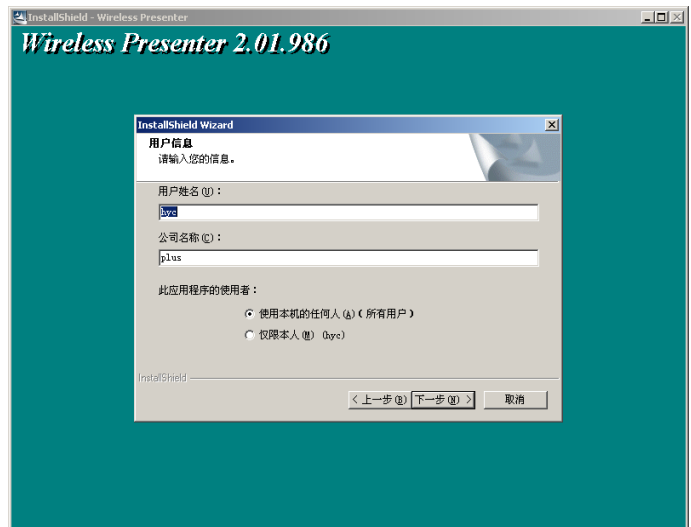 InstallShield - Wireless Presenter
Wireless Presenter 2.01.986
InstallShield Wizard
用户信息
请输入您的信息。
用户姓名(U)：
hyc
公司名称(C)：
plus
此应用程序的使用者：
使用本机的任何人(A)(所有用户)
仅限本人(M) (hyc)
InstallShield
< 上一步(B) 下一步(N) > 取消